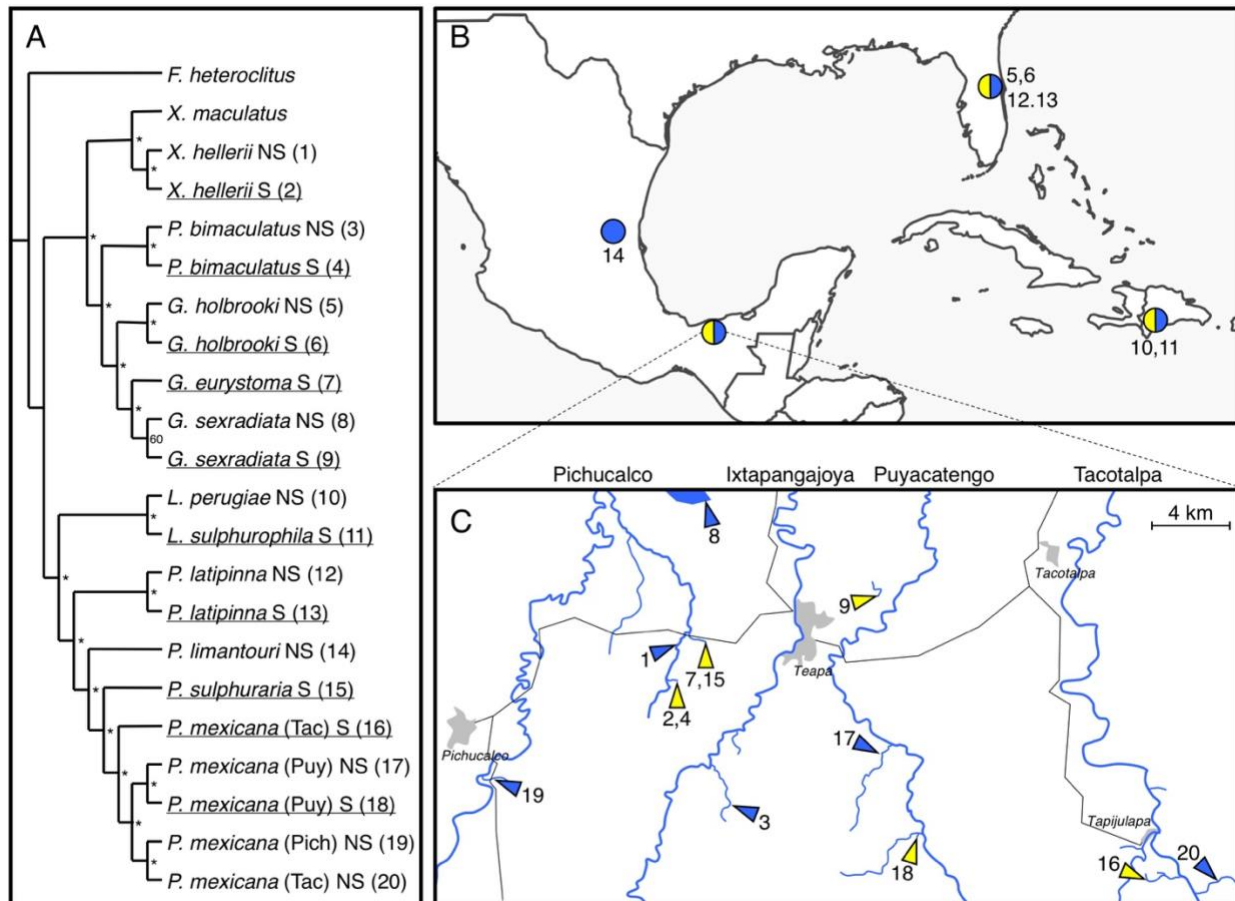 A
F. heteroclitus
X. maculatus
X. hellerii NS (1)
X. hellerii S (2)
P. bimaculatus NS (3)
P. bimaculatus S (4)
G. holbrooki NS (5)
G. holbrooki S (6)
G. eurystoma S (7)
G. sexradiata NS (8)
60
G. sexradiata S (9)
L. perugiae NS (10)
L. sulphurophila S (11)
P. latipinna NS (12)
P. latipinna S (13)
P. limantouri NS (14)
P. sulphuraria S (15)
P. mexicana (Tac) S (16)
P. mexicana (Puy) NS (17)
P. mexicana (Puy) S (18)
P. mexicana (Pich) NS (19)
P. mexicana (Tac) NS (20)
B
5,6
12.13
14
10,11
Pichucalco Ixtapangajoya Puyacatengo Tacotalpa
C
4 km
8
Tacotalpa
9
1
7,15
Teapa
2,4
17
Pichucalco
19
3
Tapijulapa
18
16
20